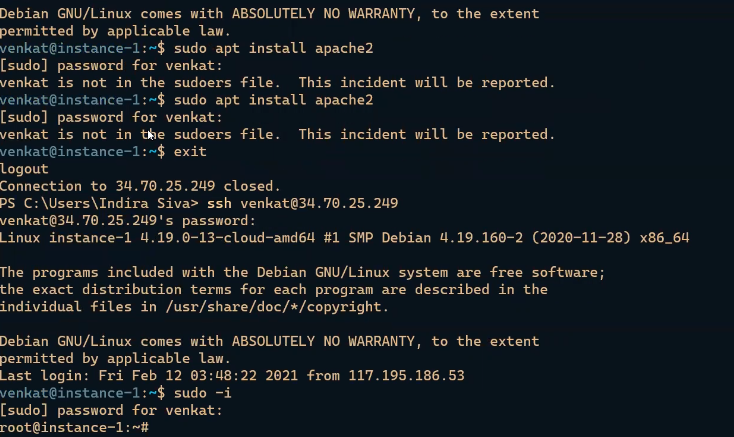 Debian GNU/Linux comes with ABSOLUTELY NO WARRANTY, to the extent
permitted by applicable law.
venkat@instance-1:~$ sudo apt install apache2
[sudo] password for venkat:
venkat is not in the sudoers file.  This incident will be reported.
venkat@instance-1:~$ sudo apt install apache2
[sudo] password for venkat:
venkat is not in the sudoers file.  This incident will be reported.
venkat@instance-1:~$ exit
logout
Connection to 34.70.25.249 closed.
PS C:\Users\Indira Siva> ssh venkat@34.70.25.249
venkat@34.70.25.249's password:
Linux instance-1 4.19.0-13-cloud-amd64 #1 SMP Debian 4.19.160-2 (2020-11-28) x86_64
The programs included with the Debian GNU/Linux system are free software;
the exact distribution terms for each program are described in the
individual files in /usr/share/doc/*/copyright.
Debian GNU/Linux comes with ABSOLUTELY NO WARRANTY, to the extent
permitted by applicable law.
Last login: Fri Feb 12 03:48:22 2021 from 117.195.186.53
venkat@instance-1:~$ sudo -i
[sudo] password for venkat:
root@instance-1:~#